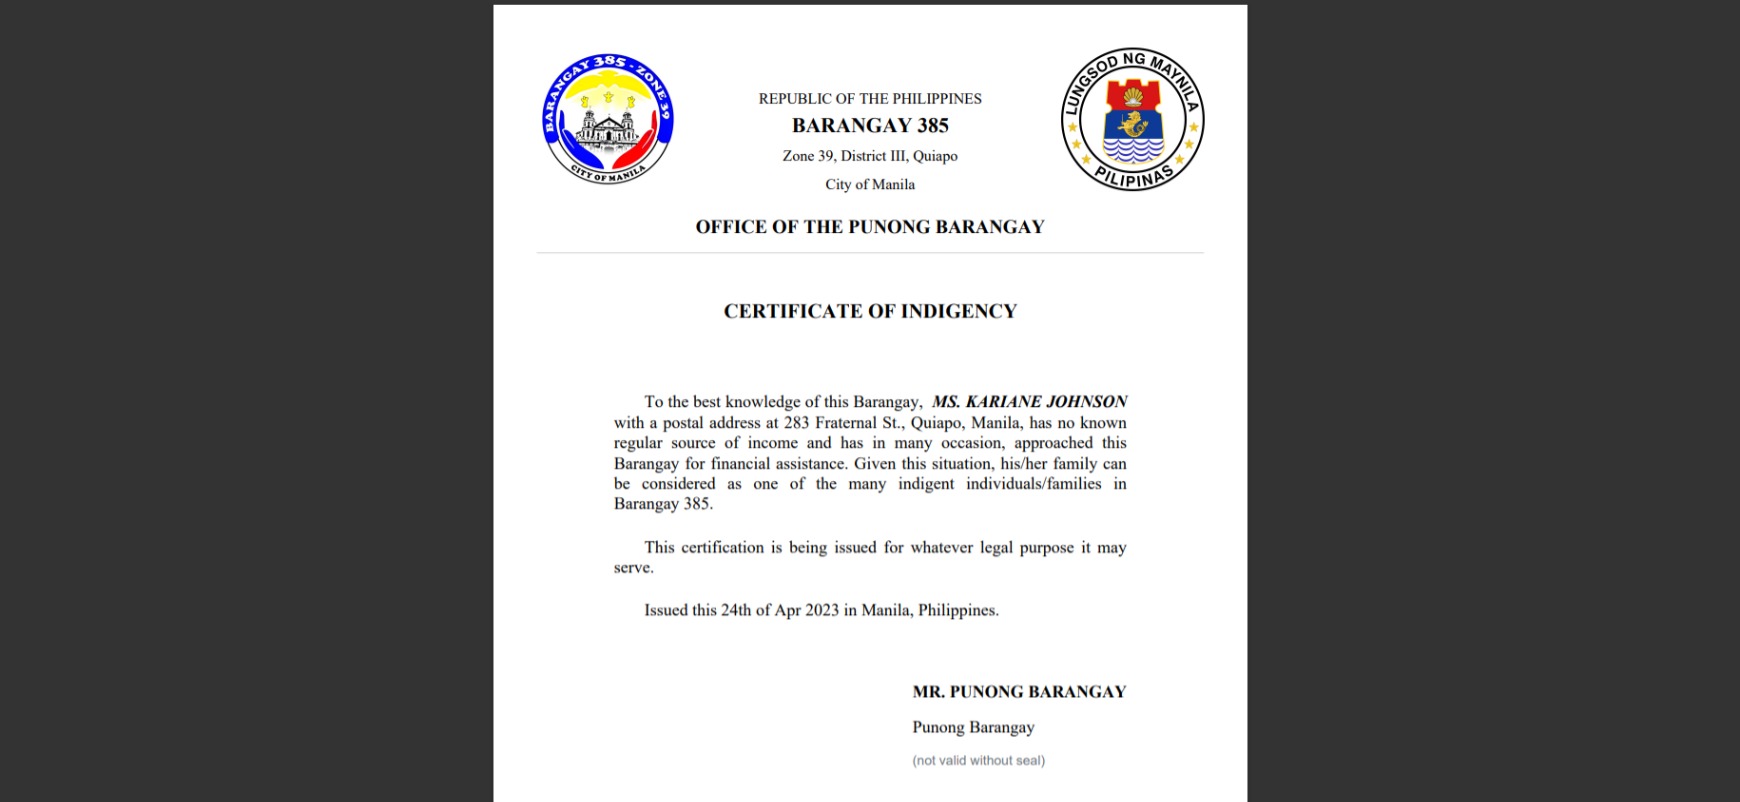 BARANGAY 385 - ZONE 39
CITY OF MANILA
REPUBLIC OF THE PHILIPPINES
BARANGAY 385
Zone 39, District III, Quiapo
City of Manila
LUNGSOD NG MAYNILA
PILIPINAS
OFFICE OF THE PUNONG BARANGAY
CERTIFICATE OF INDIGENCY
To the best knowledge of this Barangay, MS. KARIANE JOHNSON
with a postal address at 283 Fraternal St., Quiapo, Manila, has no known
regular source of income and has in many occasion, approached this
Barangay for financial assistance. Given this situation, his/her family can
be considered as one of the many indigent individuals/families in
Barangay 385.
This certification is being issued for whatever legal purpose it may
serve.
Issued this 24th of Apr 2023 in Manila, Philippines.
MR. PUNONG BARANGAY
Punong Barangay
(not valid without seal)